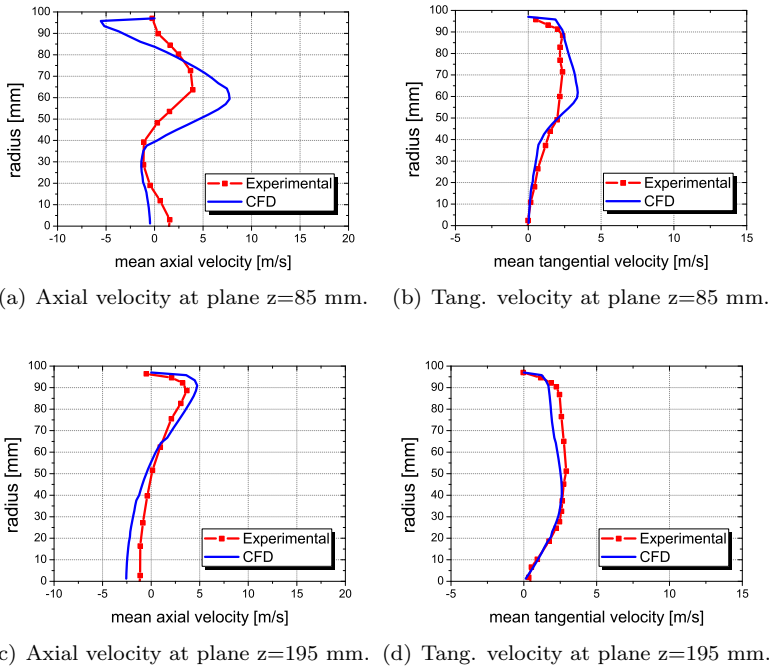 100
90
80
70
60
50
40
30
20
10
0
radius [mm]
Experimental
CFD
-10 -5 0 5 10 15 20
mean axial velocity [m/s]
100
90
80
70
60
50
40
30
20
10
0
radius [mm]
Experimental
CFD
-5 0 5 10 15
mean tangential velocity [m/s]
(a) Axial velocity at plane z=85 mm.
(b) Tang. velocity at plane z=85 mm.
100
90
80
70
60
50
40
30
20
10
0
radius [mm]
Experimental
CFD
-10 -5 0 5 10 15 20
mean axial velocity [m/s]
100
90
80
70
60
50
40
30
20
10
0
radius [mm]
Experimental
CFD
-5 0 5 10 15
mean tangential velocity [m/s]
c) Axial velocity at plane z=195 mm.
(d) Tang. velocity at plane z=195 mm.